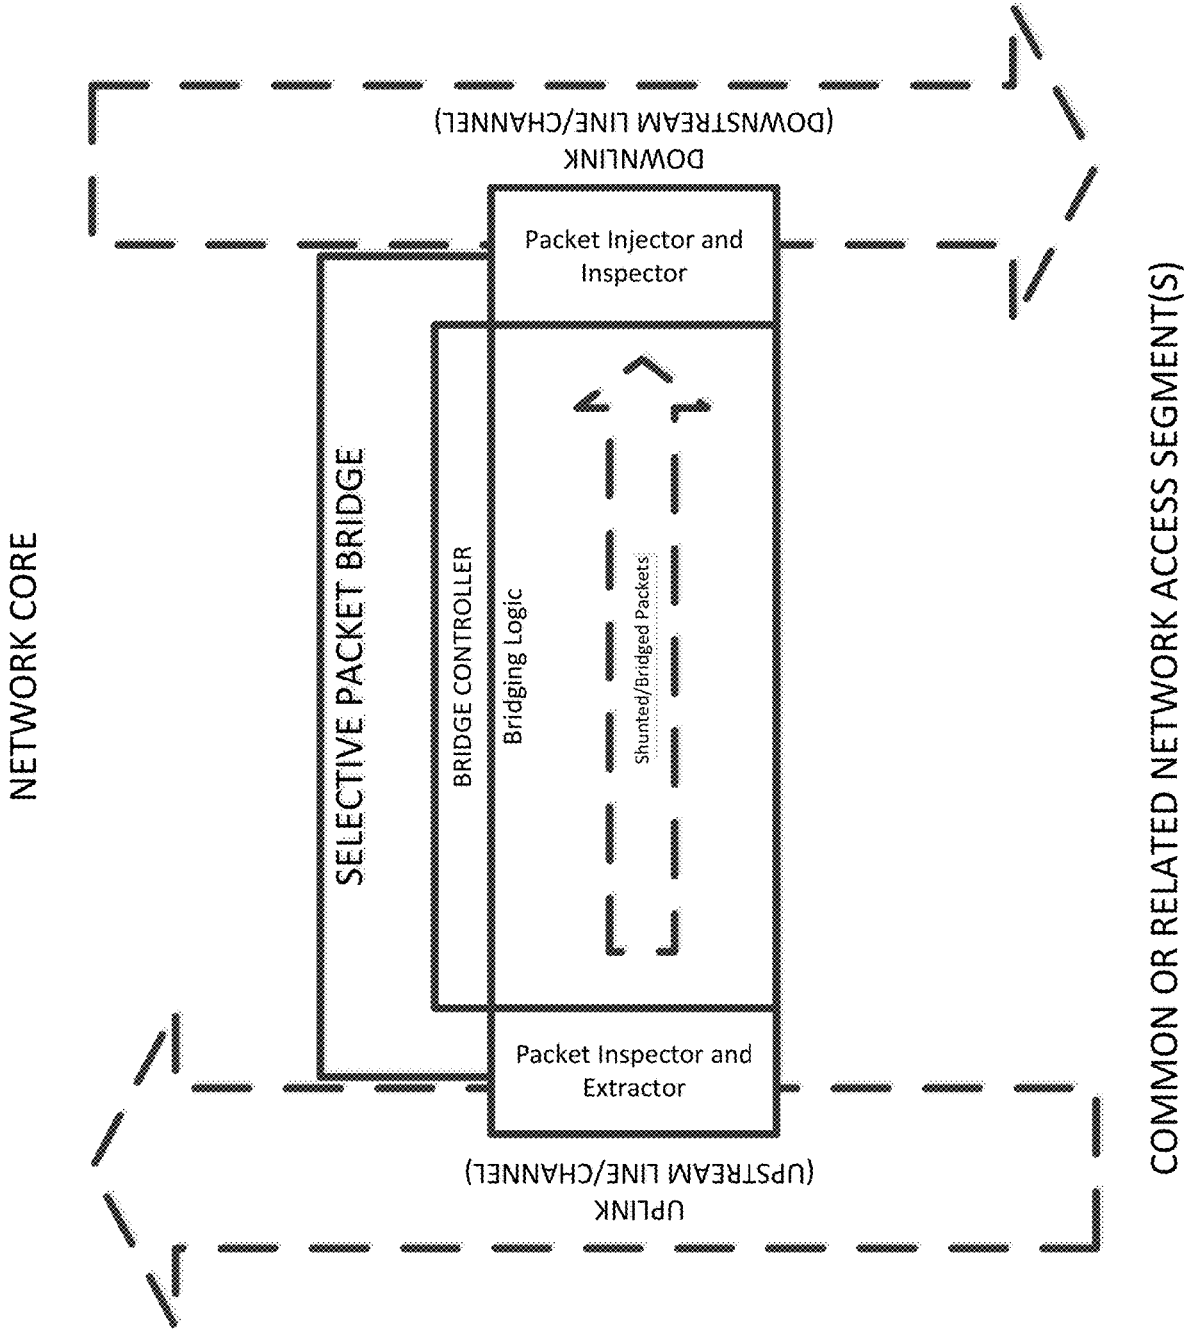 NETWORK CORE
SELECTIVE PACKET BRIDGE
BRIDGE CONTROLLER
Bridging Logic
Shunted/Bridged Packets
Packet Injector and
Inspector
Packet Inspector and
Extractor
DOWNLINK
(DOWNSTREAM LINE/CHANNEL)
UPLINK
(UPSTREAM LINE/CHANNEL)
COMMON OR RELATED NETWORK ACCESS SEGMENT(S)